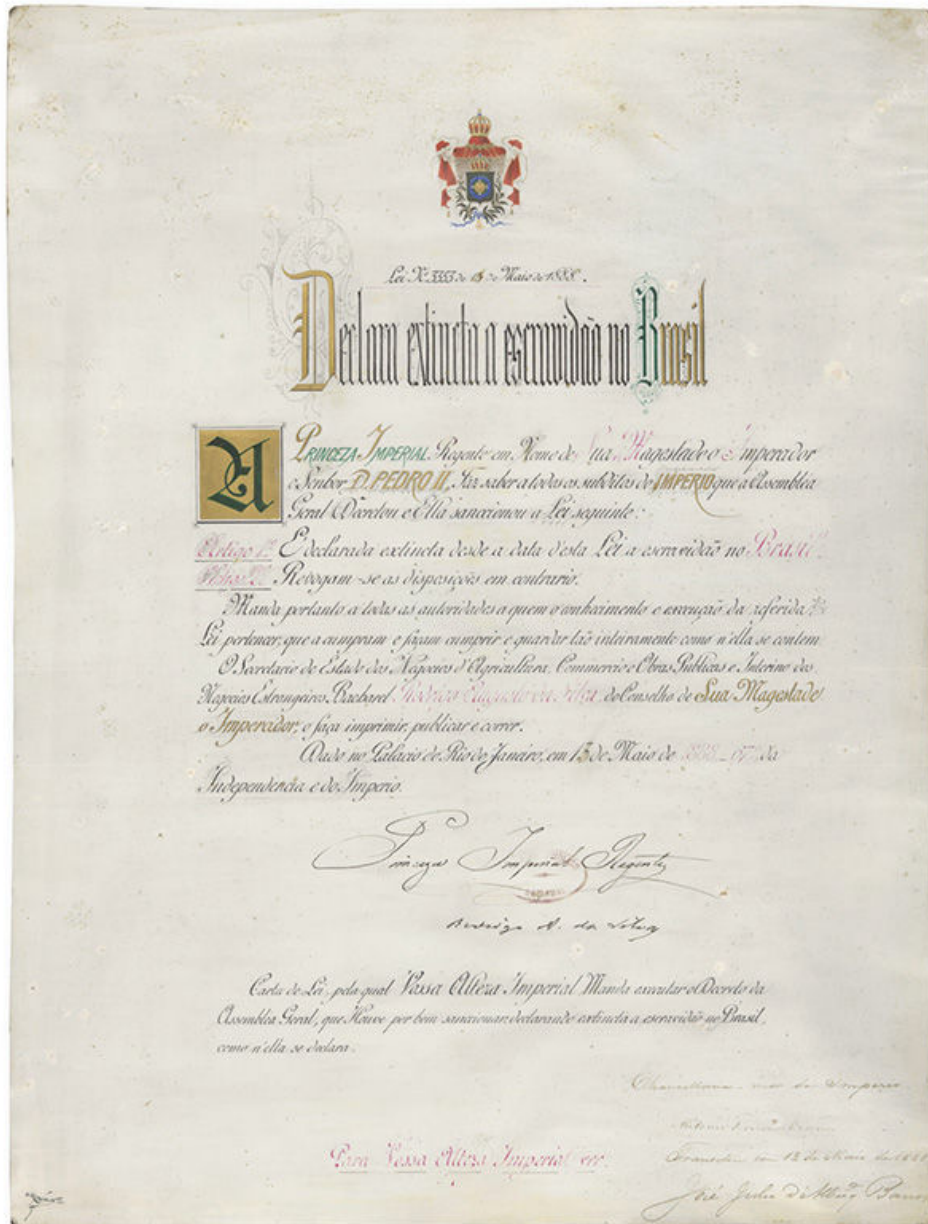 Lei Nº 3353 de 13 de Maio de 1888.
Declara extincta a escravidão no Brasil
A PRINCEZA IMPERIAL Regente em Nome de Sua Magestade o Imperador
o Senhor D. PEDRO II, Faz saber a todos os subditos do IMPERIO que a Assemblea
Geral Decretou e Ella sanccionou a Lei seguinte:
Artigo 1º E declarada extincta desde a data d'esta Lei a escravidão no Brasil.
Artigo 2º Revogam-se as disposições em contrario.
Manda portanto a todas as autoridades a quem o conhecimento e execução da referida
Lei pertencer, que a cumpram e façam cumprir e guardar tão inteiramente como n'ella se contem
O Secretario de Estado dos Negocios d'Agricultura, Commercio e Obras Publicas e Interino dos
Negocios Estrangeiros, Bacharel Rodrigo Augusto da Silva, do Conselho de Sua Magestade
o Imperador, o faça imprimir, publicar e correr.
Dado no Palacio do Rio de Janeiro, em 13 de Maio de 1888 - 67º da
Independencia e do Imperio.
Princeza Imperial Regente
Rodrigo A. da Silva
Carta de Lei, pela qual Vossa Alteza Imperial Manda executar o Decreto da
Assemblea Geral, que Houve por bem sanccionar, declarando extincta a escravidão no Brasil,
como n'ella se declara.
Para Vossa Alteza Imperial ver.
Chancellaria-mór do Imperio